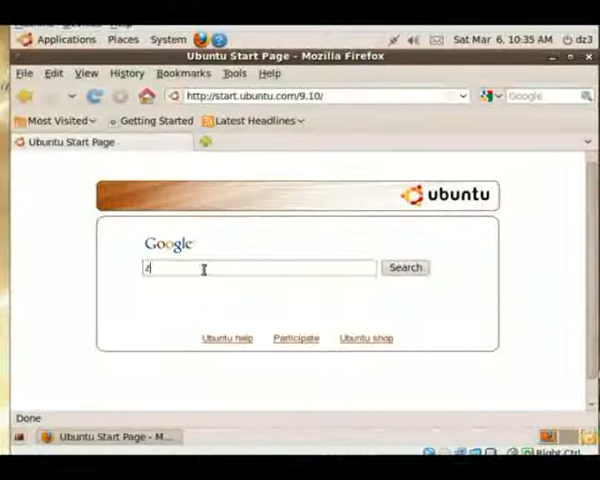 Applications Places System ? Sat Mar 6, 10:35 AM dz3
Ubuntu Start Page - Mozilla Firefox
File Edit View History Bookmarks Tools Help
http://start.ubuntu.com/9.10/ Google
Most Visited Getting Started Latest Headlines
Ubuntu Start Page
ubuntu
Google
Search
Ubuntu help Participate Ubuntu shop
Done
Ubuntu Start Page - M...
Right Ctrl